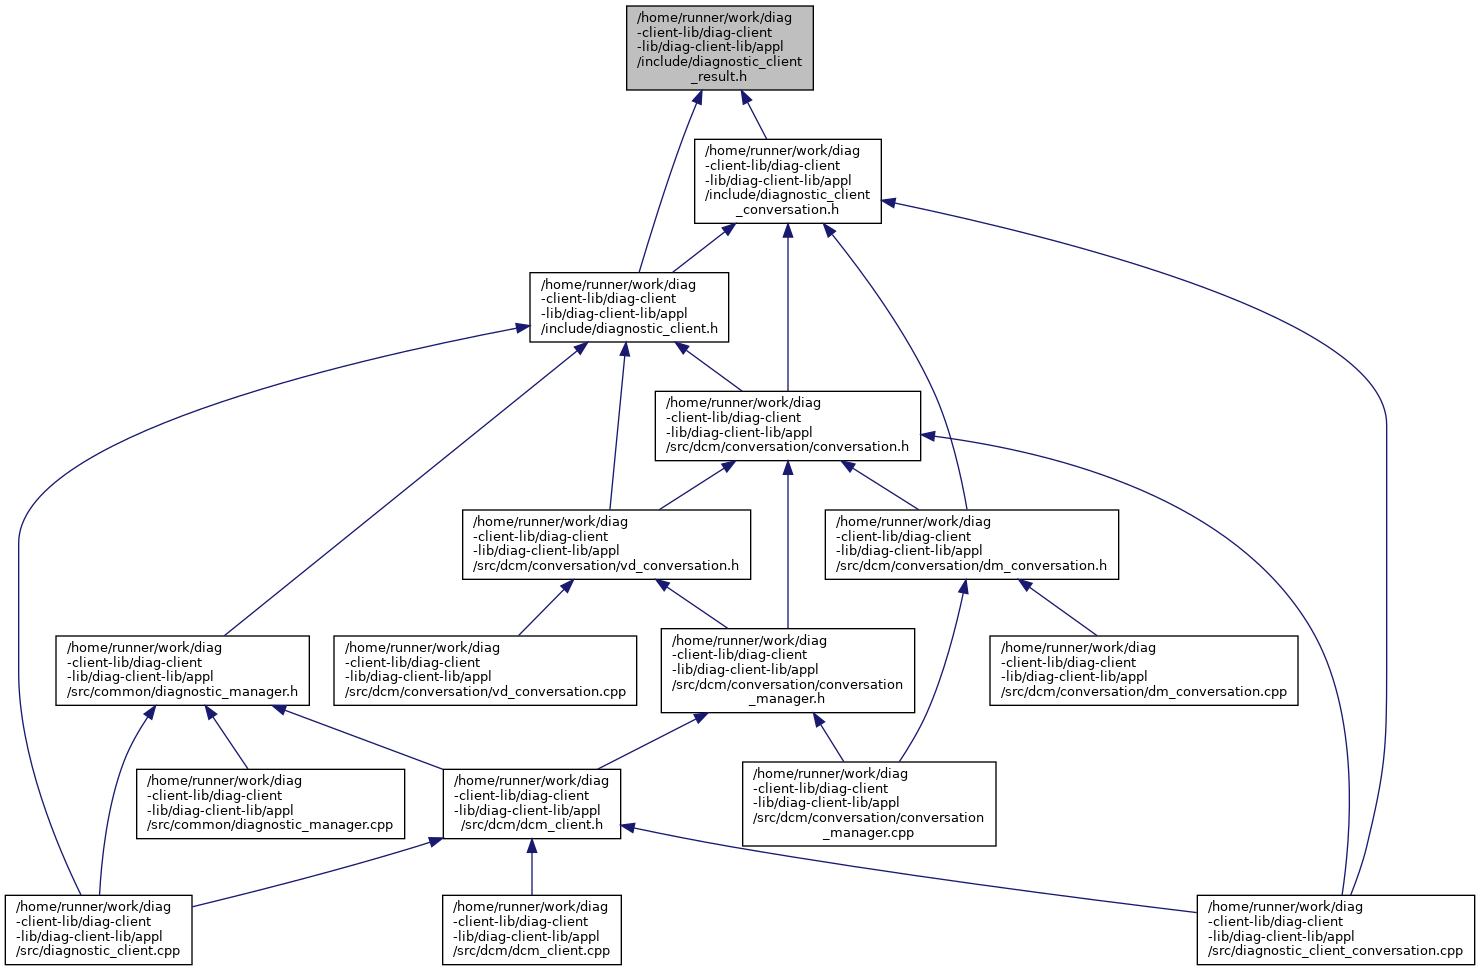 /home/runner/work/diag
-client-lib/diag-client
-lib/diag-client-lib/appl
/include/diagnostic_client
_result.h
/home/runner/work/diag
-client-lib/diag-client
-lib/diag-client-lib/appl
/include/diagnostic_client
_conversation.h
/home/runner/work/diag
-client-lib/diag-client
-lib/diag-client-lib/appl
/include/diagnostic_client.h
/home/runner/work/diag
-client-lib/diag-client
-lib/diag-client-lib/appl
/src/dcm/conversation/conversation.h
/home/runner/work/diag
-client-lib/diag-client
-lib/diag-client-lib/appl
/src/dcm/conversation/vd_conversation.h
/home/runner/work/diag
-client-lib/diag-client
-lib/diag-client-lib/appl
/src/dcm/conversation/dm_conversation.h
/home/runner/work/diag
-client-lib/diag-client
-lib/diag-client-lib/appl
/src/common/diagnostic_manager.h
/home/runner/work/diag
-client-lib/diag-client
-lib/diag-client-lib/appl
/src/dcm/conversation/vd_conversation.cpp
/home/runner/work/diag
-client-lib/diag-client
-lib/diag-client-lib/appl
/src/dcm/conversation/conversation
_manager.h
/home/runner/work/diag
-client-lib/diag-client
-lib/diag-client-lib/appl
/src/dcm/conversation/dm_conversation.cpp
/home/runner/work/diag
-client-lib/diag-client
-lib/diag-client-lib/appl
/src/common/diagnostic_manager.cpp
/home/runner/work/diag
-client-lib/diag-client
-lib/diag-client-lib/appl
/src/dcm/dcm_client.h
/home/runner/work/diag
-client-lib/diag-client
-lib/diag-client-lib/appl
/src/dcm/conversation/conversation
_manager.cpp
/home/runner/work/diag
-client-lib/diag-client
-lib/diag-client-lib/appl
/src/diagnostic_client.cpp
/home/runner/work/diag
-client-lib/diag-client
-lib/diag-client-lib/appl
/src/dcm/dcm_client.cpp
/home/runner/work/diag
-client-lib/diag-client
-lib/diag-client-lib/appl
/src/diagnostic_client_conversation.cpp